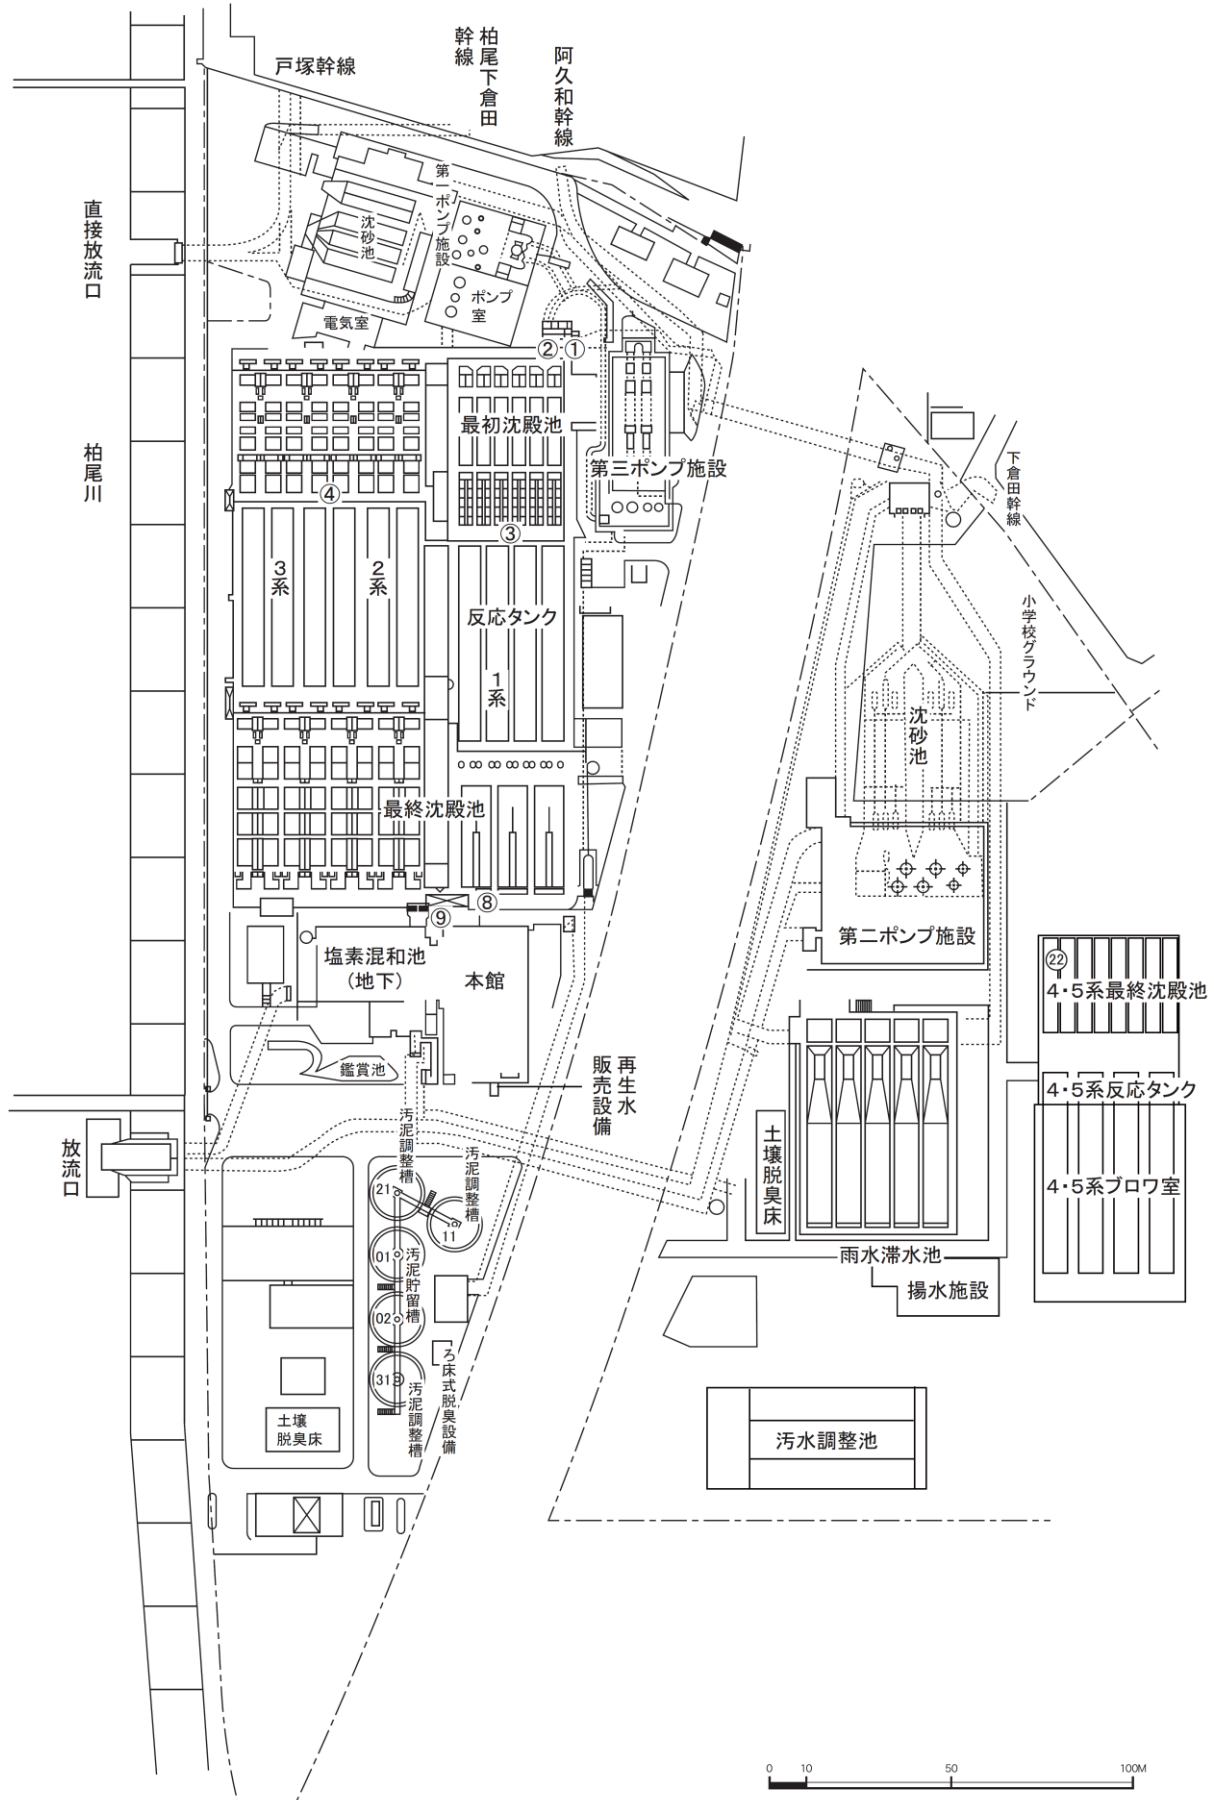 戸塚幹線
柏尾下倉田
幹線
阿久和幹線
直接放流口
第一ポンプ施設
沈砂池
ポンプ
室
電気室
②
①
最初沈殿池
第三ポンプ施設
柏尾川
④
③
下倉田幹線
3系
2系
反応タンク
1系
小学校グラウンド
沈砂池
最終沈殿池
⑧
⑨
塩素混和池
(地下)
本館
第二ポンプ施設
㉒
4・5系最終沈殿池
鑑賞池
再生水
販売設備
4・5系反応タンク
放流口
汚泥調整槽
汚泥調整槽
土壌脱臭床
4・5系ブロワ室
21
11
01
汚泥貯留槽
02
雨水滞水池
揚水施設
31
汚泥調整槽
ろ床式脱臭設備
土壌
脱臭床
汚水調整池
0 10 50 100M